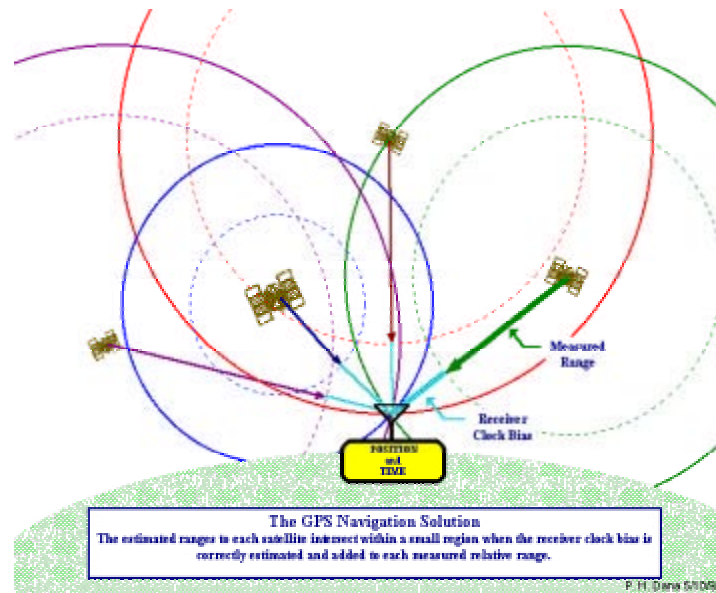 Measured
Range
Receiver
Clock Bias
POSITION
and
TIME
The GPS Navigation Solution
The estimated ranges to each satellite intersect within a small region when the receiver clock bias is
correctly estimated and added to each measured relative range.
P. H. Dana